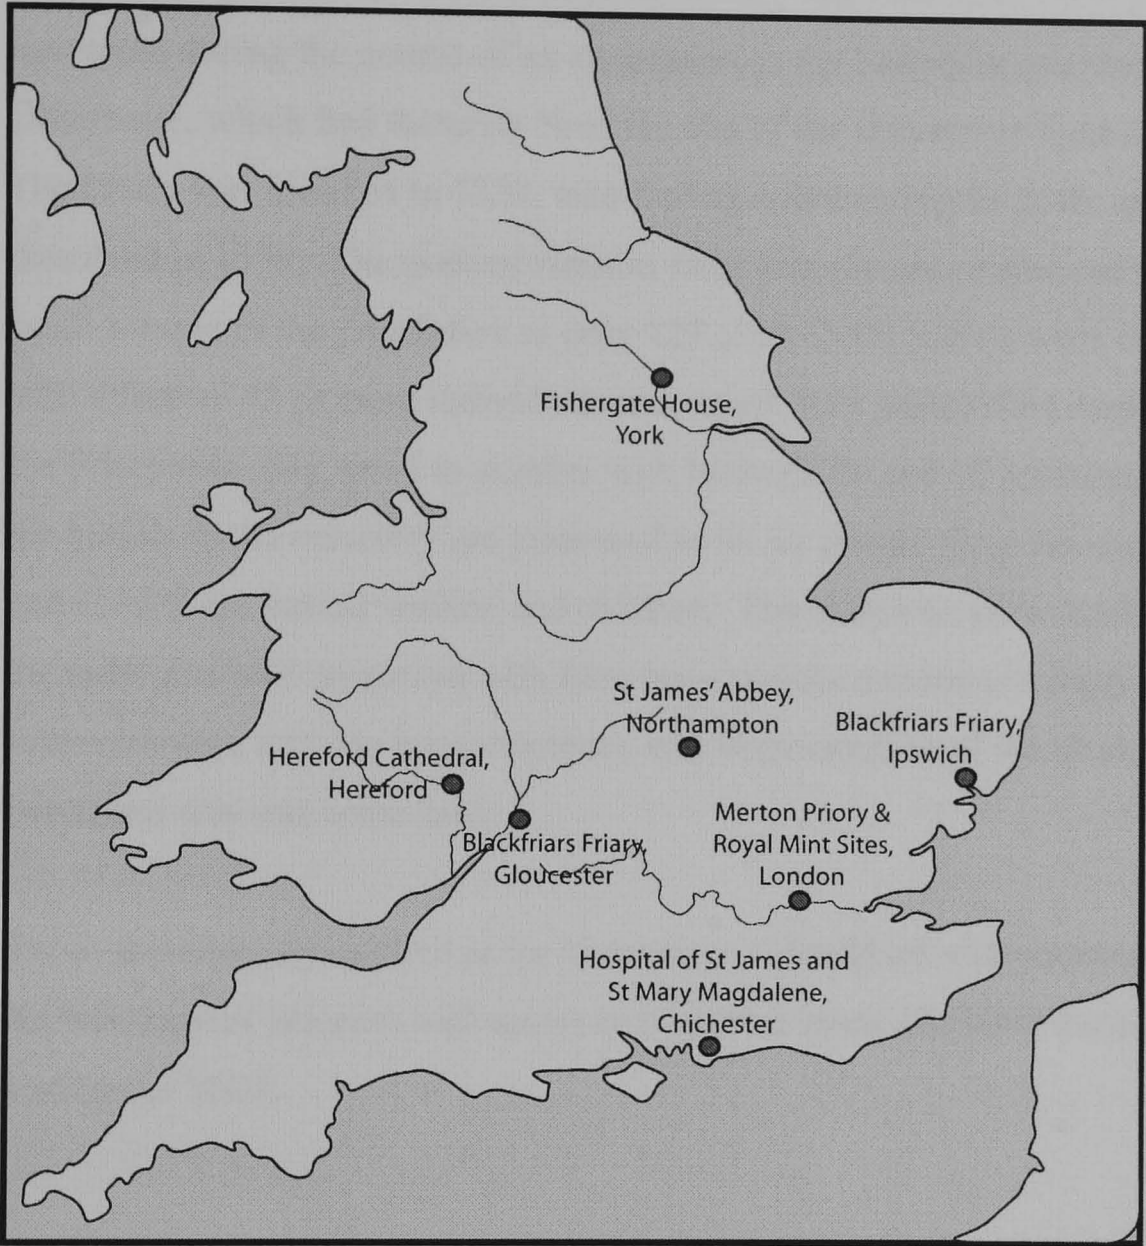 Fishergate House,
York
St James' Abbey,
Northampton
Blackfriars Friary,
Ipswich
Hereford Cathedral,
Hereford
Merton Priory &
Royal Mint Sites,
London
Blackfriars Friary,
Gloucester
Hospital of St James and
St Mary Magdalene,
Chichester